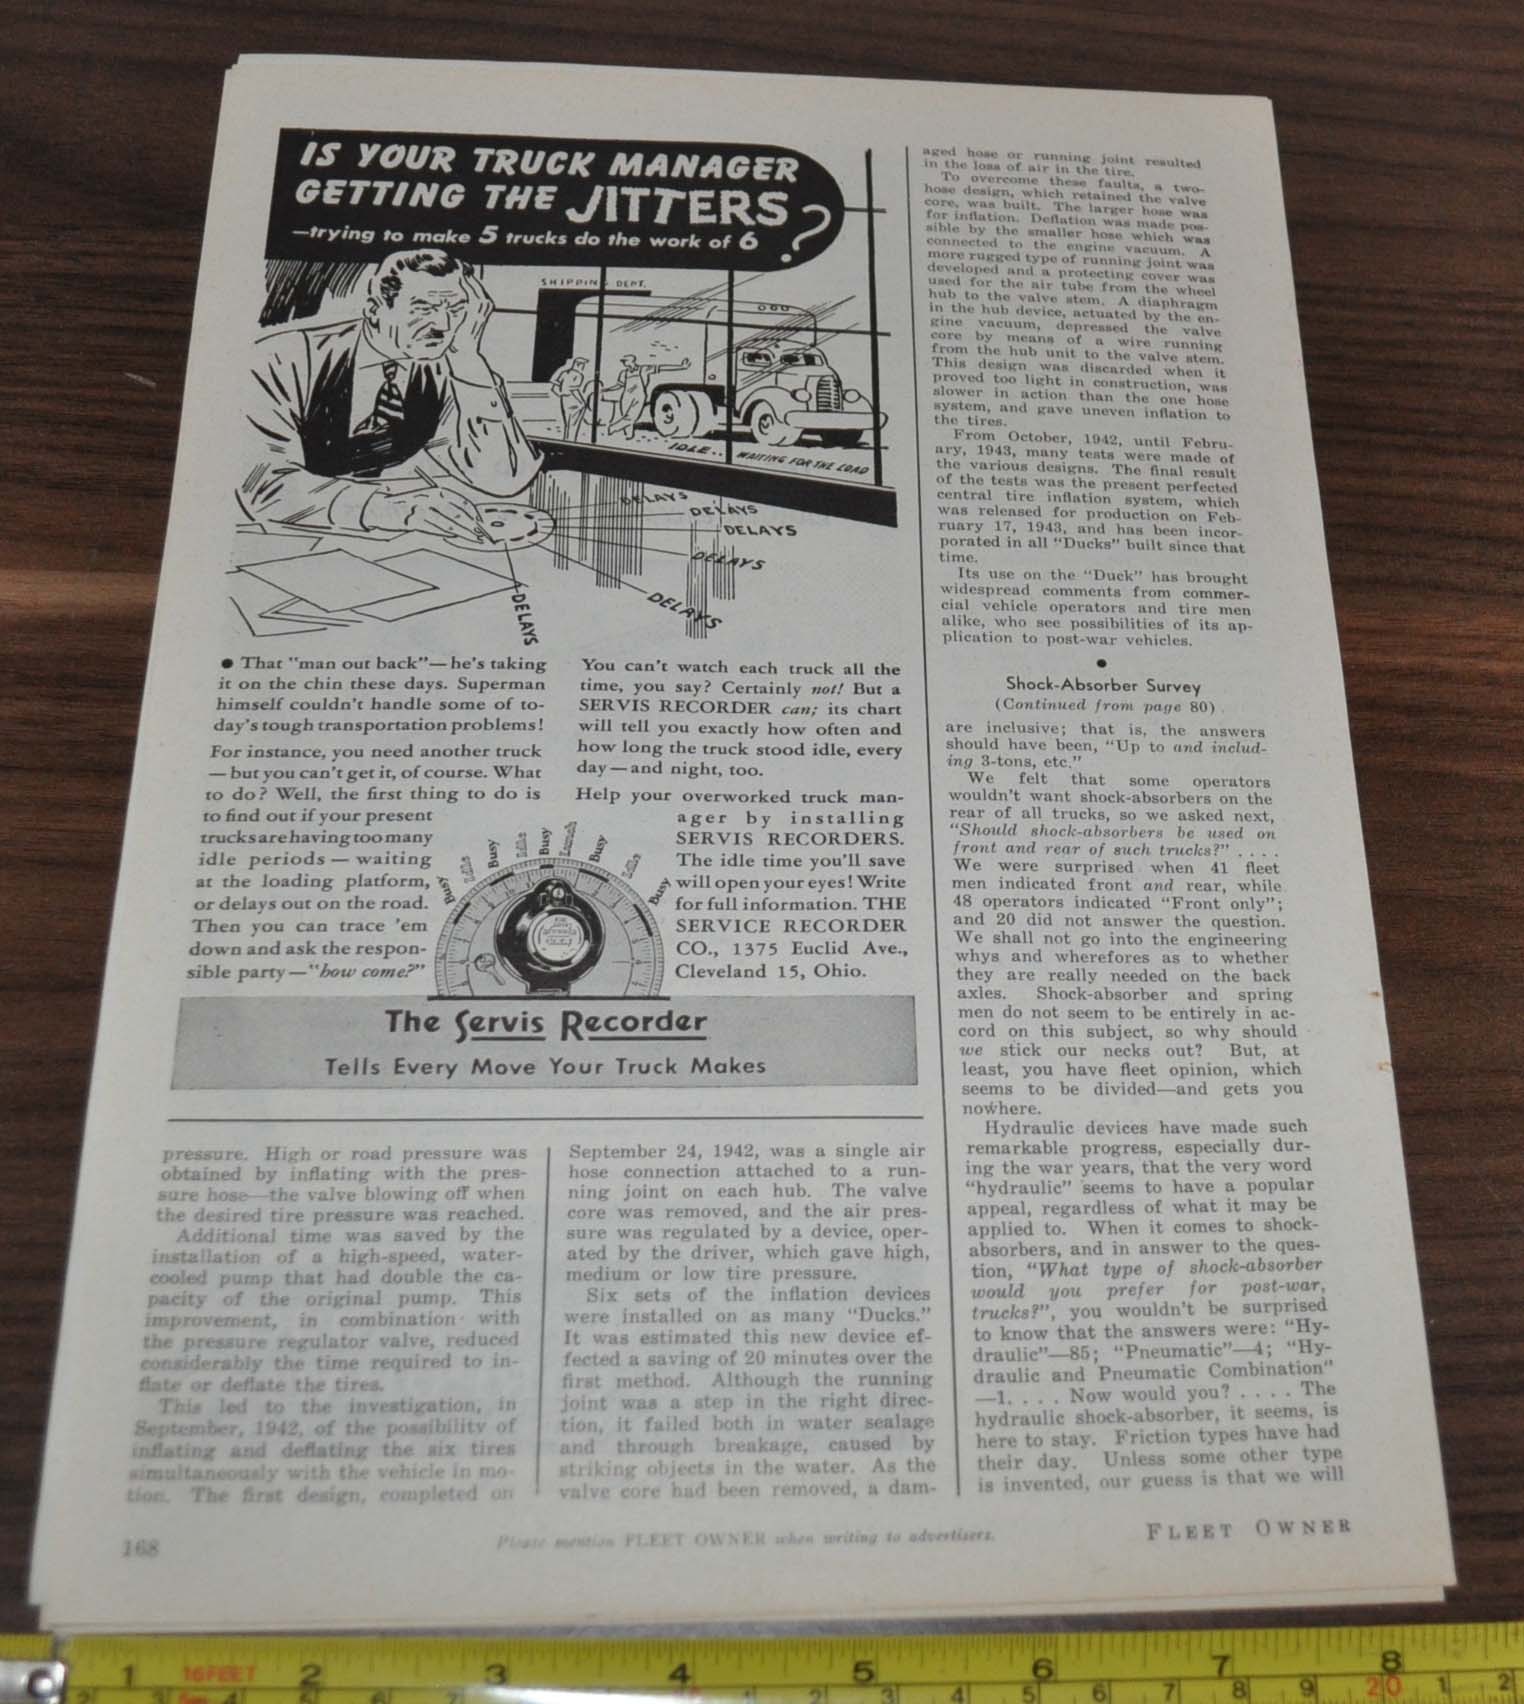 IS YOUR TRUCK MANAGER
GETTING THE JITTERS?
—trying to make 5 trucks do the work of 6
SHIPPING DEPT.
IDLE.. WAITING FOR THE LOAD
DELAYS
DELAYS
DELAYS
DELAYS
DELAYS
DELAYS
• That "man out back"—he's taking
it on the chin these days. Superman
himself couldn't handle some of to-
day's tough transportation problems!
For instance, you need another truck
—but you can't get it, of course. What
to do? Well, the first thing to do is
to find out if your present
trucks are having too many
idle periods — waiting
at the loading platform,
or delays out on the road.
Then you can trace 'em
down and ask the respon-
sible party—"how come?"
You can't watch each truck all the
time, you say? Certainly not! But a
SERVIS RECORDER can; its chart
will tell you exactly how often and
how long the truck stood idle, every
day—and night, too.
Help your overworked truck man-
ager by installing
SERVIS RECORDERS.
The idle time you'll save
will open your eyes! Write
for full information. THE
SERVICE RECORDER
CO., 1375 Euclid Ave.,
Cleveland 15, Ohio.
Busy
Idle
Busy
Idle
Busy
Lunch
Busy
Idle
Busy
The Servis Recorder
Tells Every Move Your Truck Makes
pressure. High or road pressure was
obtained by inflating with the pres-
sure hose—the valve blowing off when
the desired tire pressure was reached.
Additional time was saved by the
installation of a high-speed, water-
cooled pump that had double the ca-
pacity of the original pump. This
improvement, in combination with
the pressure regulator valve, reduced
considerably the time required to in-
flate or deflate the tires.
This led to the investigation, in
September, 1942, of the possibility of
inflating and deflating the six tires
simultaneously with the vehicle in mo-
tion. The first design, completed on
September 24, 1942, was a single air
hose connection attached to a run-
ning joint on each hub. The valve
core was removed, and the air pres-
sure was regulated by a device, oper-
ated by the driver, which gave high,
medium or low tire pressure.
Six sets of the inflation devices
were installed on as many "Ducks."
It was estimated this new device ef-
fected a saving of 20 minutes over the
first method. Although the running
joint was a step in the right direc-
tion, it failed both in water sealage
and through breakage, caused by
striking objects in the water. As the
valve core had been removed, a dam-
aged hose or running joint resulted
in the loss of air in the tire.
To overcome these faults, a two-
hose design, which retained the valve
core, was built. The larger hose was
for inflation. Deflation was made pos-
sible by the smaller hose which was
connected to the engine vacuum. A
more rugged type of running joint was
developed and a protecting cover was
used for the air tube from the wheel
hub to the valve stem. A diaphragm
in the hub device, actuated by the en-
gine vacuum, depressed the valve
core by means of a wire running
from the hub unit to the valve stem.
This design was discarded when it
proved too light in construction, was
slower in action than the one hose
system, and gave uneven inflation to
the tires.
From October, 1942, until Febru-
ary, 1943, many tests were made of
the various designs. The final result
of the tests was the present perfected
central tire inflation system, which
was released for production on Feb-
ruary 17, 1943, and has been incor-
porated in all "Ducks" built since that
time.
Its use on the "Duck" has brought
widespread comments from commer-
cial vehicle operators and tire men
alike, who see possibilities of its ap-
plication to post-war vehicles.
•
Shock-Absorber Survey
(Continued from page 80)
are inclusive; that is, the answers
should have been, "Up to and includ-
ing 3-tons, etc."
We felt that some operators
wouldn't want shock-absorbers on the
rear of all trucks, so we asked next,
"Should shock-absorbers be used on
front and rear of such trucks?" . . . .
We were surprised when 41 fleet
men indicated front and rear, while
48 operators indicated "Front only";
and 20 did not answer the question.
We shall not go into the engineering
whys and wherefores as to whether
they are really needed on the back
axles. Shock-absorber and spring
men do not seem to be entirely in ac-
cord on this subject, so why should
we stick our necks out? But, at
least, you have fleet opinion, which
seems to be divided—and gets you
nowhere.
Hydraulic devices have made such
remarkable progress, especially dur-
ing the war years, that the very word
"hydraulic" seems to have a popular
appeal, regardless of what it may be
applied to. When it comes to shock-
absorbers, and in answer to the ques-
tion, "What type of shock-absorber
would you prefer for post-war,
trucks?", you wouldn't be surprised
to know that the answers were: "Hy-
draulic"—85; "Pneumatic"—4; "Hy-
draulic and Pneumatic Combination"
—1. . . . Now would you? . . . . The
hydraulic shock-absorber, it seems, is
here to stay. Friction types have had
their day. Unless some other type
is invented, our guess is that we will
168
Please mention FLEET OWNER when writing to advertisers.
FLEET OWNER
1 16FEET 2 3 4 5 6 7 8